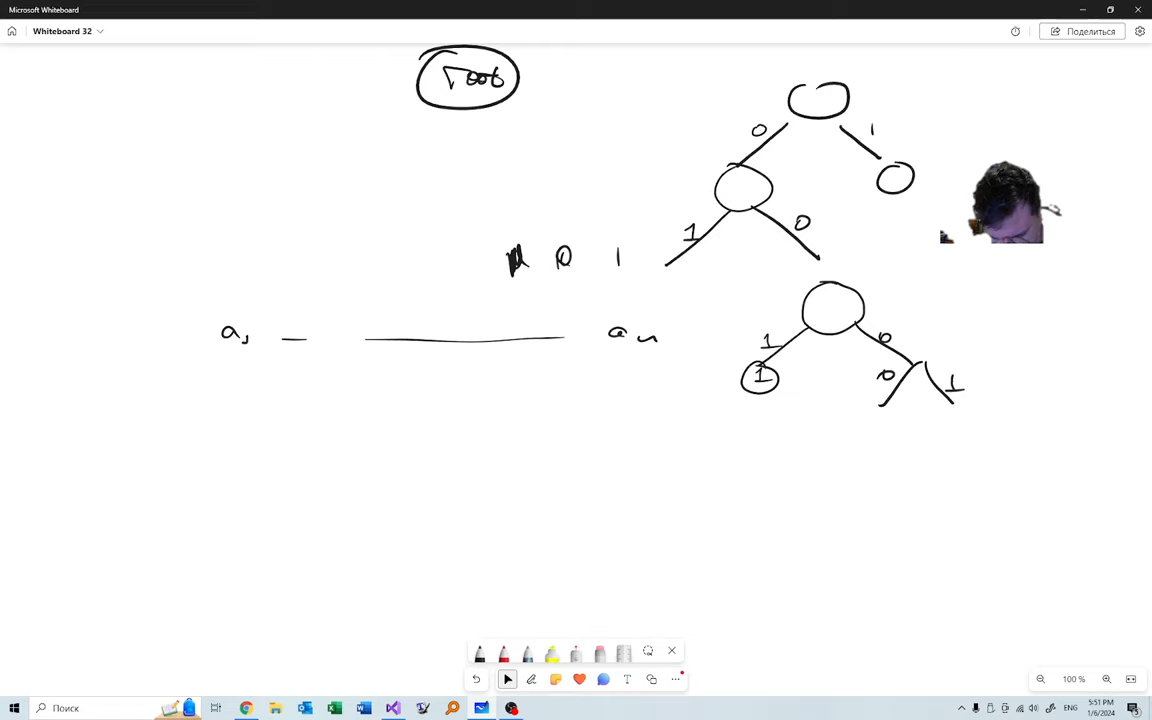 Microsoft Whiteboard
Whiteboard 32
Поделиться
Root
0 1
1 0
0 1
a1 — — an
1 0
1 0 1
100 %
Поиск
ENG
5:51 PM
1/6/2024
5